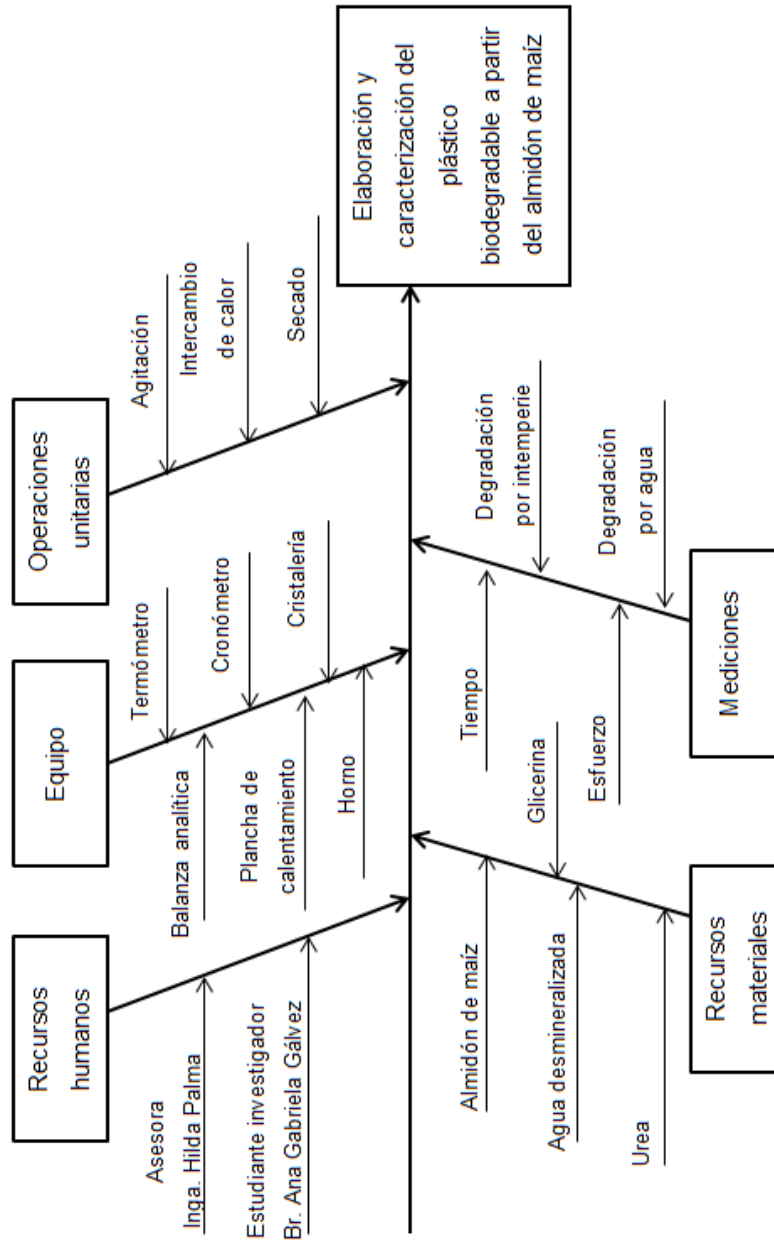 Recursos
humanos
Asesora
Inga. Hilda Palma
Estudiante investigador
Br. Ana Gabriela Gálvez
Equipo
Termómetro
Balanza analítica
Cronómetro
Plancha de
calentamiento
Cristalería
Horno
Operaciones
unitarias
Agitación
Intercambio
de calor
Secado
Elaboración y
caracterización del
plástico
biodegradable a partir
del almidón de maíz
Recursos
materiales
Almidón de maíz
Glicerina
Agua desmineralizada
Urea
Mediciones
Tiempo
Degradación
por intemperie
Esfuerzo
Degradación
por agua